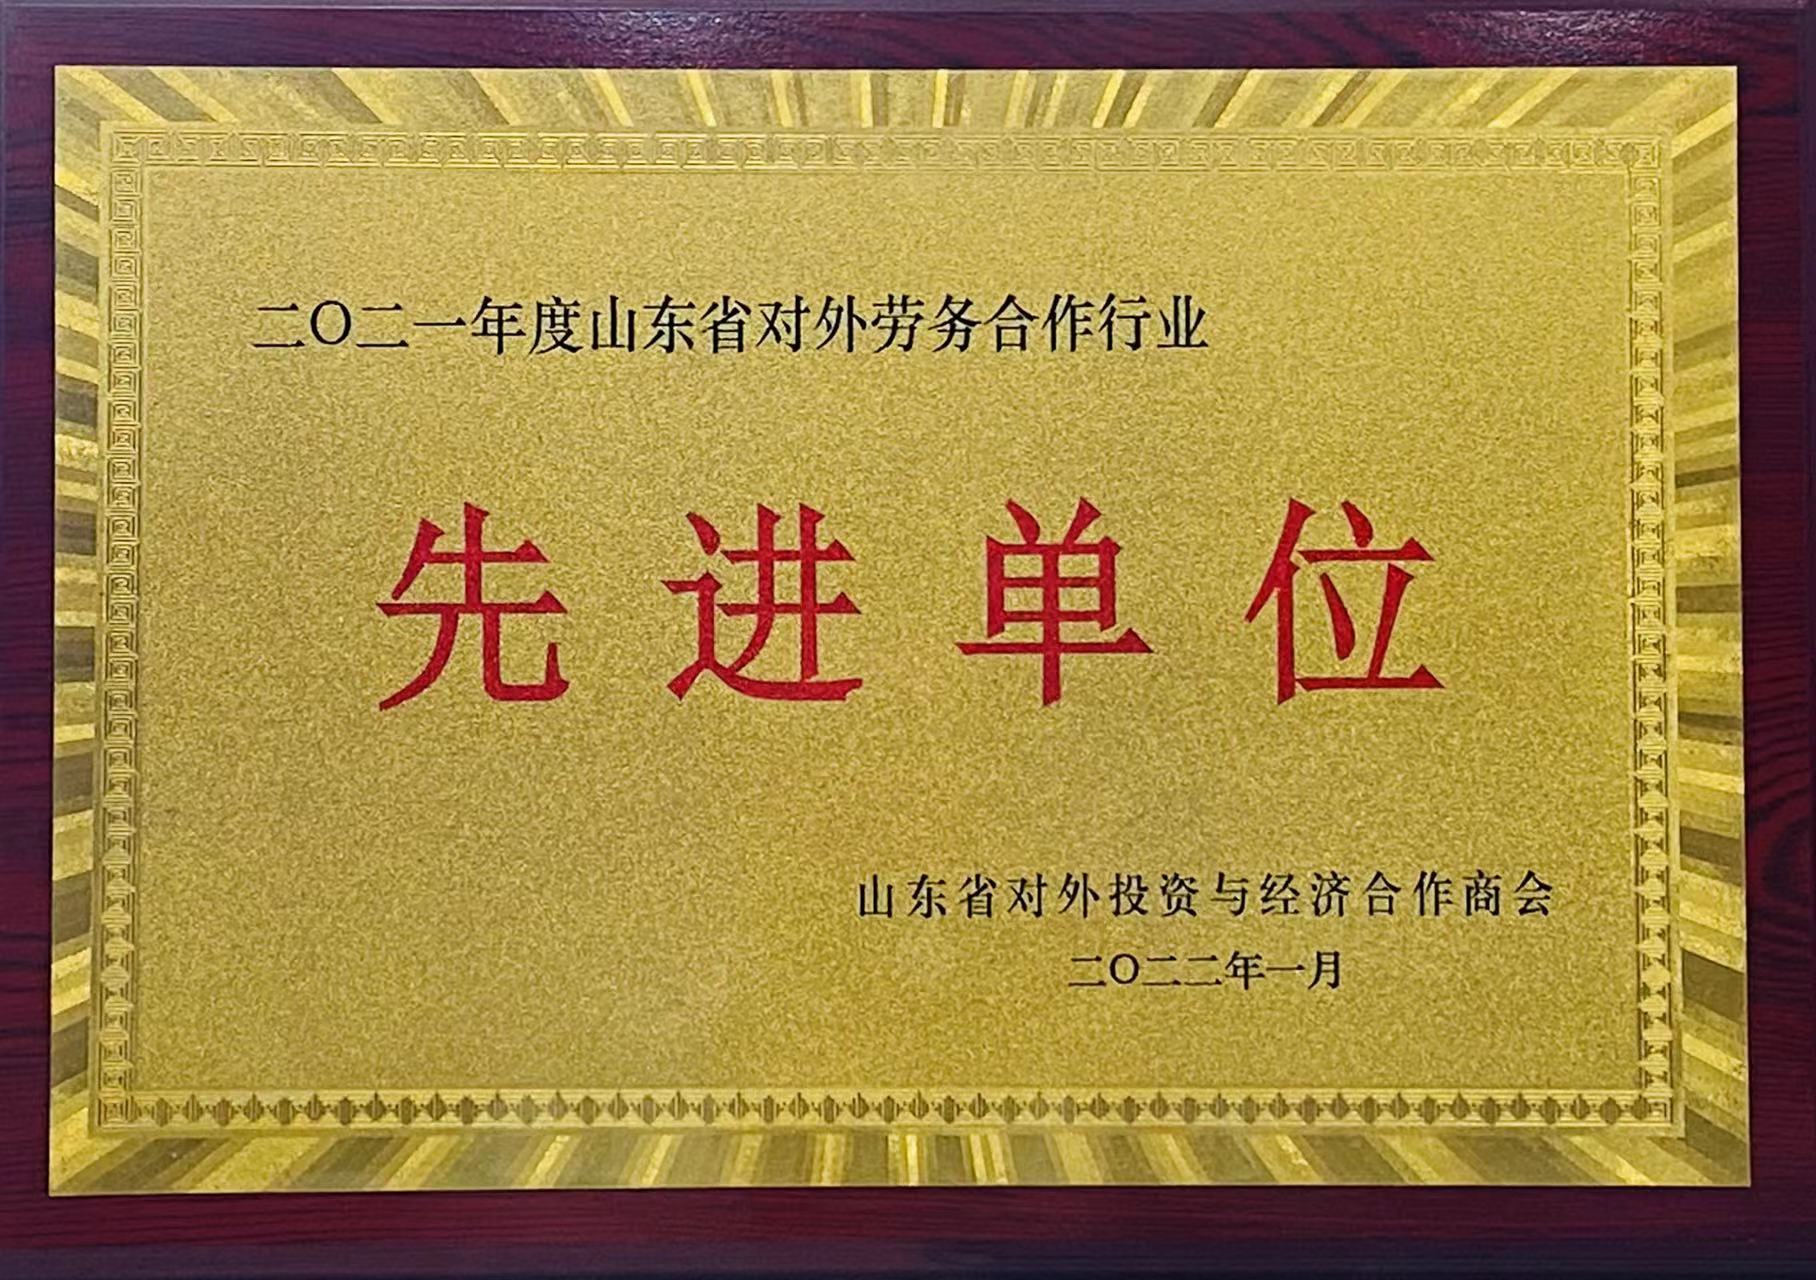 二〇二一年度山东省对外劳务合作行业
先进单位
山东省对外投资与经济合作商会
二〇二二年一月